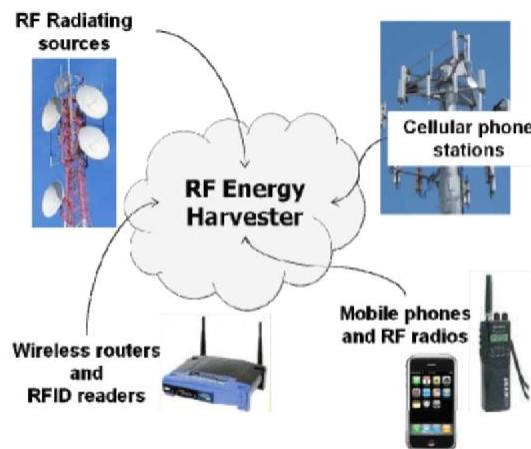 RF Radiating
sources
Cellular phone
stations
RF Energy
Harvester
Mobile phones
and RF radios
Wireless routers
and
RFID readers